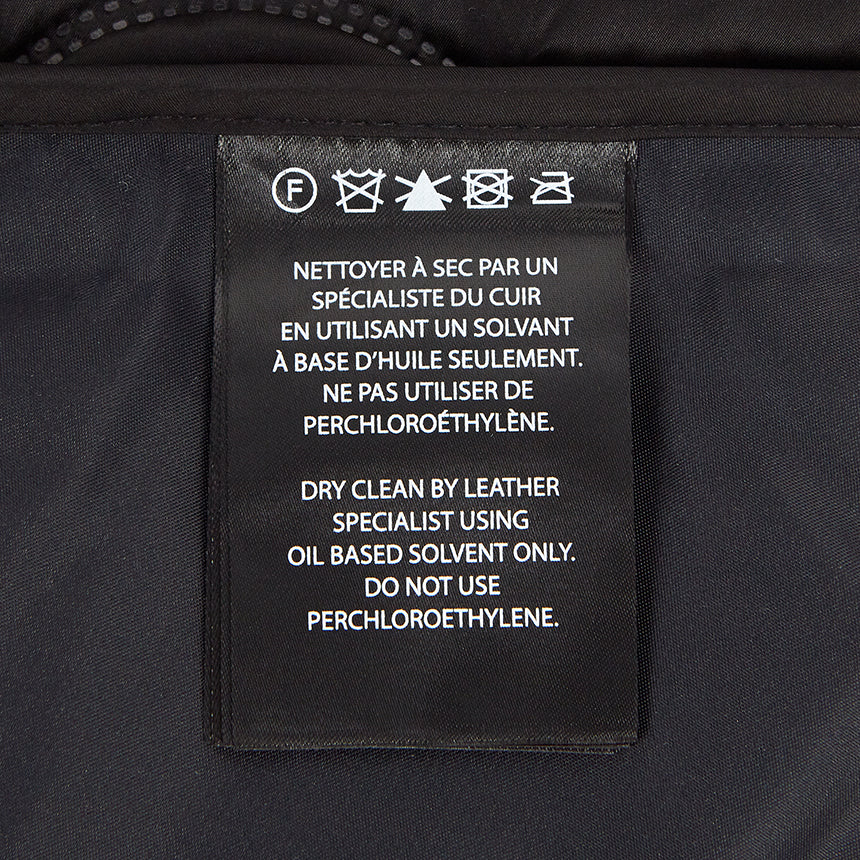 F
NETTOYER À SEC PAR UN
SPÉCIALISTE DU CUIR
EN UTILISANT UN SOLVANT
À BASE D'HUILE SEULEMENT.
NE PAS UTILISER DE
PERCHLOROÉTHYLÈNE.
DRY CLEAN BY LEATHER
SPECIALIST USING
OIL BASED SOLVENT ONLY.
DO NOT USE
PERCHLOROETHYLENE.